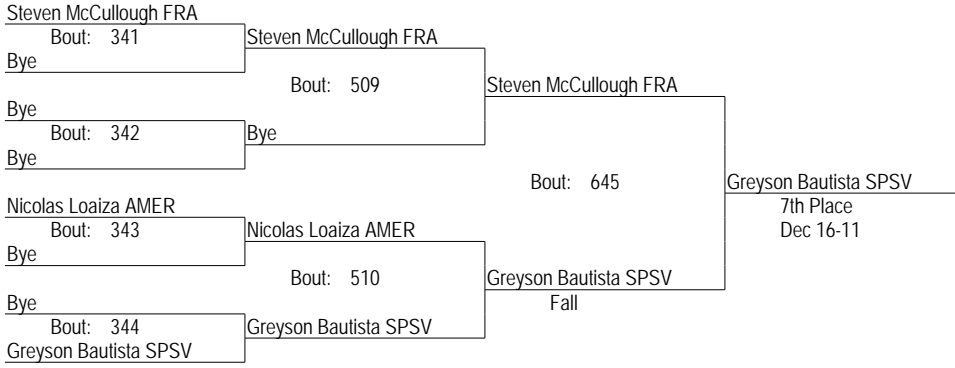 Steven McCullough FRA
Bout: 341
Steven McCullough FRA
Bye
Bout: 509
Steven McCullough FRA
Bye
Bout: 342
Bye
Bye
Bout: 645
Greyson Bautista SPSV
Nicolas Loaiza AMER
7th Place
Bout: 343
Nicolas Loaiza AMER
Dec 16-11
Bye
Bout: 510
Greyson Bautista SPSV
Bye
Fall
Bout: 344
Greyson Bautista SPSV
Greyson Bautista SPSV